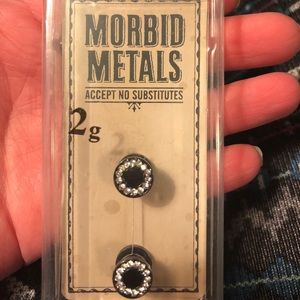 MORBID
METALS
ACCEPT NO SUBSTITUTES
2g